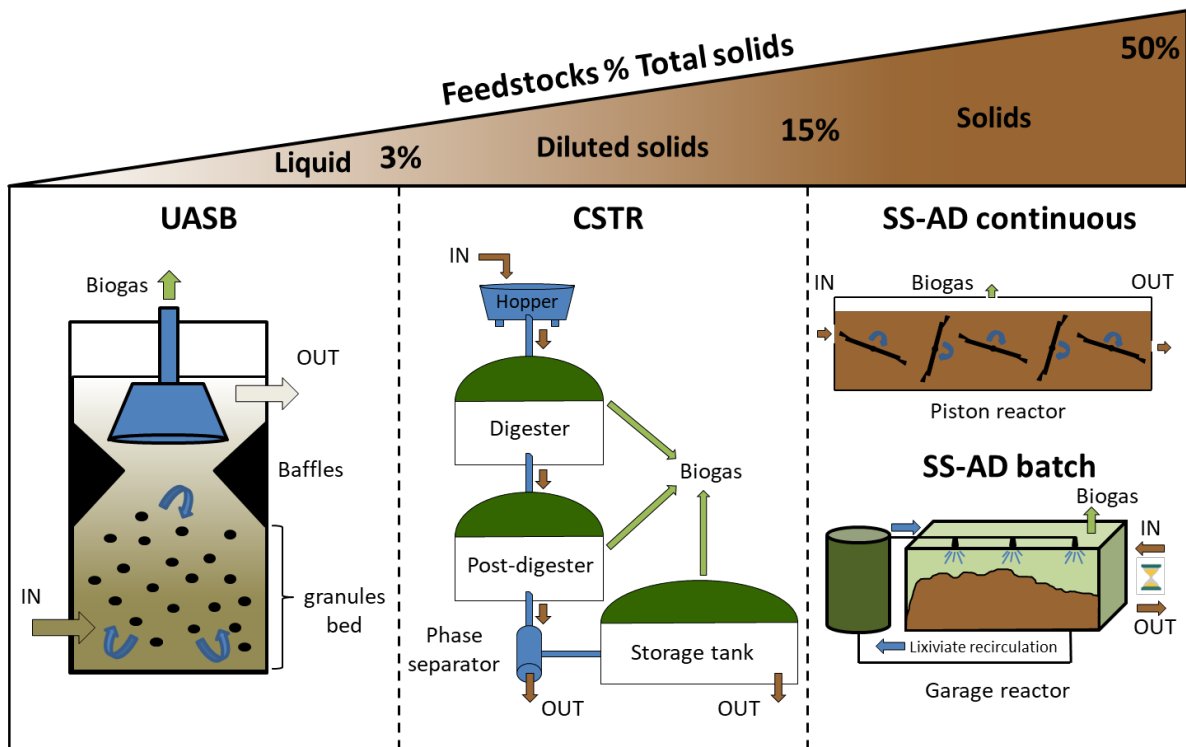 Feedstocks % Total solids
50%
Liquid
3%
Diluted solids
15%
Solids
UASB
Biogas
OUT
Baffles
IN
granules
bed
CSTR
IN
Hopper
Digester
Biogas
Post-digester
Phase
separator
Storage tank
OUT
OUT
SS-AD continuous
IN
Biogas
OUT
Piston reactor
SS-AD batch
Biogas
IN
OUT
Lixiviate recirculation
Garage reactor